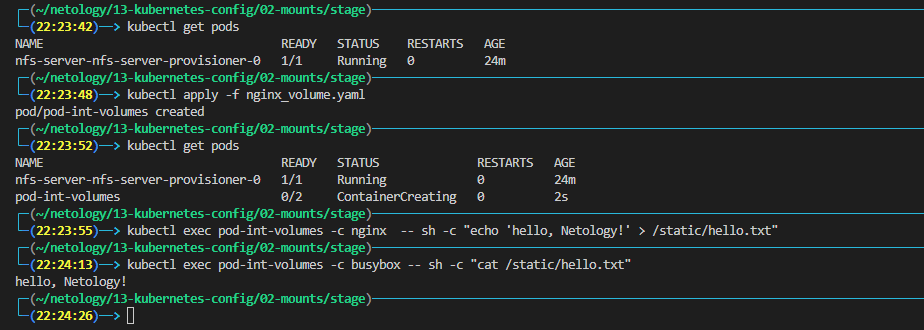 (~/netology/13-kubernetes-config/02-mounts/stage)
(22:23:42)—> kubectl get pods
NAME READY STATUS RESTARTS AGE
nfs-server-nfs-server-provisioner-0 1/1 Running 0 24m
(~/netology/13-kubernetes-config/02-mounts/stage)
(22:23:48)—> kubectl apply -f nginx_volume.yaml
pod/pod-int-volumes created
(~/netology/13-kubernetes-config/02-mounts/stage)
(22:23:52)—> kubectl get pods
NAME READY STATUS RESTARTS AGE
nfs-server-nfs-server-provisioner-0 1/1 Running 0 24m
pod-int-volumes 0/2 ContainerCreating 0 2s
(~/netology/13-kubernetes-config/02-mounts/stage)
(22:23:55)—> kubectl exec pod-int-volumes -c nginx  -- sh -c "echo 'hello, Netology!' > /static/hello.txt"
(~/netology/13-kubernetes-config/02-mounts/stage)
(22:24:13)—> kubectl exec pod-int-volumes -c busybox -- sh -c "cat /static/hello.txt"
hello, Netology!
(~/netology/13-kubernetes-config/02-mounts/stage)
(22:24:26)—>